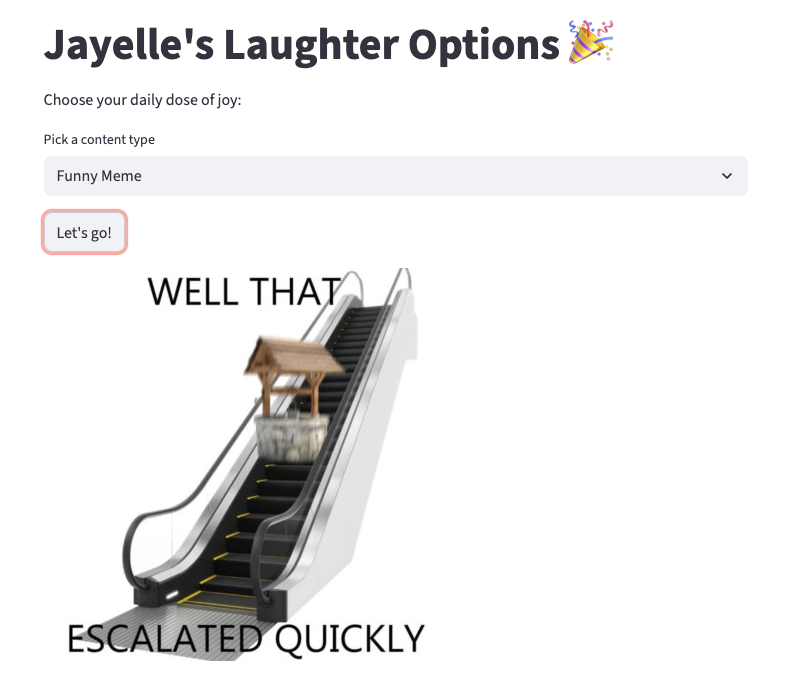 Jayelle's Laughter Options 🎉
Choose your daily dose of joy:
Pick a content type
Funny Meme
Let's go!
WELL THAT
ESCALATED QUICKLY